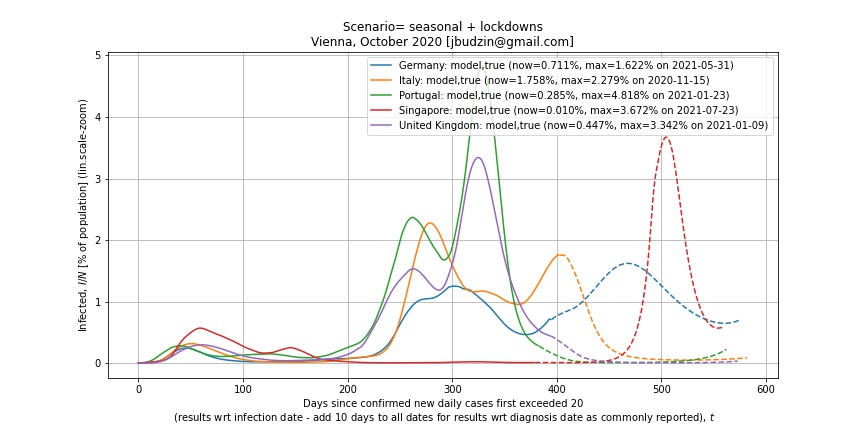 Scenario= seasonal + lockdowns
Vienna, October 2020 [jbudzin@gmail.com]
Germany: model,true (now=0.711%, max=1.622% on 2021-05-31)
Italy: model,true (now=1.758%, max=2.279% on 2020-11-15)
Portugal: model,true (now=0.285%, max=4.818% on 2021-01-23)
Singapore: model,true (now=0.010%, max=3.672% on 2021-07-23)
United Kingdom: model,true (now=0.447%, max=3.342% on 2021-01-09)
Infected, I/N [% of population] (lin.scale-zoom)
5
4
3
2
1
0
0 100 200 300 400 500 600
Days since confirmed new daily cases first exceeded 20
(results wrt infection date - add 10 days to all dates for results wrt diagnosis date as commonly reported), t